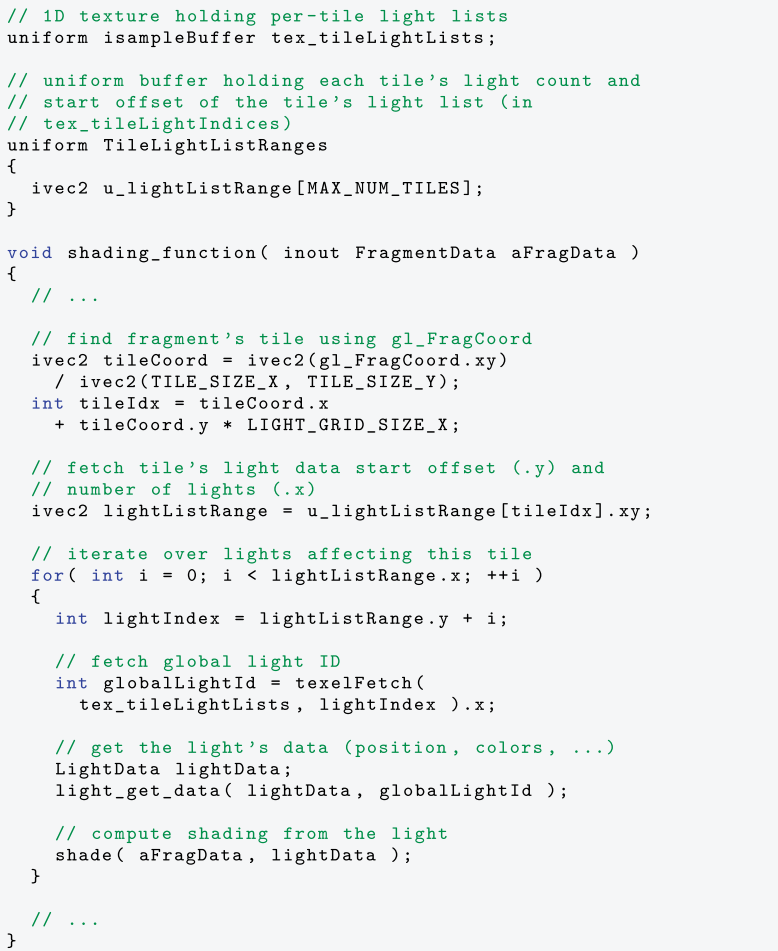 // 1D texture holding per-tile light lists
uniform isampleBuffer tex_tileLightLists;

// uniform buffer holding each tile's light count and
// start offset of the tile's light list (in
// tex_tileLightIndices)
uniform TileLightListRanges
{
  ivec2 u_lightListRange[MAX_NUM_TILES];
}

void shading_function( inout FragmentData aFragData )
{
  // ...

  // find fragment's tile using gl_FragCoord
  ivec2 tileCoord = ivec2(gl_FragCoord.xy)
    / ivec2(TILE_SIZE_X, TILE_SIZE_Y);
  int tileIdx = tileCoord.x
    + tileCoord.y * LIGHT_GRID_SIZE_X;

  // fetch tile's light data start offset (.y) and
  // number of lights (.x)
  ivec2 lightListRange = u_lightListRange[tileIdx].xy;

  // iterate over lights affecting this tile
  for( int i = 0; i < lightListRange.x; ++i )
  {
    int lightIndex = lightListRange.y + i;

    // fetch global light ID
    int globalLightId = texelFetch(
      tex_tileLightLists, lightIndex ).x;

    // get the light's data (position, colors, ...)
    LightData lightData;
    light_get_data( lightData, globalLightId );

    // compute shading from the light
    shade( aFragData, lightData );
  }

  // ...
}